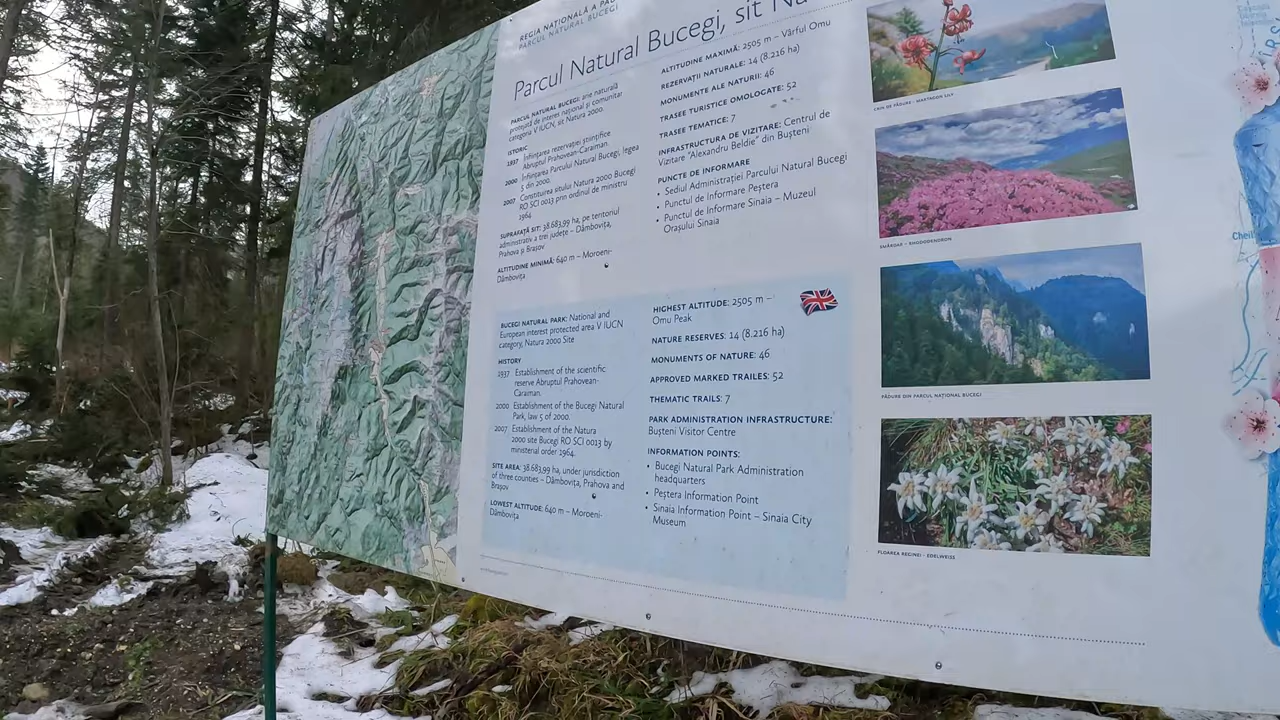 REGIA NAȚIONALĂ A PĂ
PARCUL NATURAL BUCEGI
Parcul Natural Bucegi, sit Na
PARCUL NATURAL BUCEGI: arie naturală
protejată de interes național și comunitar
categoria V IUCN, sit Natura 2000.
ISTORIC
1937 Înființarea rezervației științifice
Abruptul Prahovean-Caraiman.
2000 Înființarea Parcului Natural Bucegi, legea
5 din 2000.
2007 Constituirea sitului Natura 2000 Bucegi
RO SCI 0013 prin ordinul de ministru
1964.
SUPRAFAȚĂ SIT: 38.683,99 ha, pe teritoriul
administrativ a trei județe – Dâmbovița,
Prahova și Brașov
ALTITUDINE MINIMĂ: 640 m – Moroeni-
Dâmbovița
ALTITUDINE MAXIMĂ: 2505 m – Vârful Omu
REZERVAȚII NATURALE: 14 (8.216 ha)
MONUMENTE ALE NATURII: 46
TRASEE TURISTICE OMOLOGATE: 52
TRASEE TEMATICE: 7
INFRASTRUCTURA DE VIZITARE: Centrul de
Vizitare "Alexandru Beldie" din Bușteni
PUNCTE DE INFORMARE
• Sediul Administrației Parcului Natural Bucegi
• Punctul de Informare Peștera
• Punctul de Informare Sinaia – Muzeul
Orașului Sinaia
BUCEGI NATURAL PARK: National and
European interest protected area V IUCN
category, Natura 2000 Site
HISTORY
1937 Establishment of the scientific
reserve Abruptul Prahovean-
Caraiman.
2000 Establishment of the Bucegi Natural
Park, law 5 of 2000.
2007 Establishment of the Natura
2000 site Bucegi RO SCI 0013 by
ministerial order 1964.
SITE AREA: 38.683,99 ha, under jurisdiction
of three counties – Dâmbovița, Prahova and
Brașov
LOWEST ALTITUDE: 640 m – Moroeni-
Dâmbovița
HIGHEST ALTITUDE: 2505 m –
Omu Peak
NATURE RESERVES: 14 (8.216 ha)
MONUMENTS OF NATURE: 46
APPROVED MARKED TRAILES: 52
THEMATIC TRAILS: 7
PARK ADMINISTRATION INFRASTRUCTURE:
Bușteni Visitor Centre
INFORMATION POINTS:
• Bucegi Natural Park Administration
headquarters
• Peștera Information Point
• Sinaia Information Point – Sinaia City
Museum
CRIN DE PĂDURE - MARTAGON LILY
SMÂRDAR - RHODODENDRON
PĂDURE DIN PARCUL NATIONAL BUCEGI
FLOAREA REGINEI - EDELWEISS
Cheil